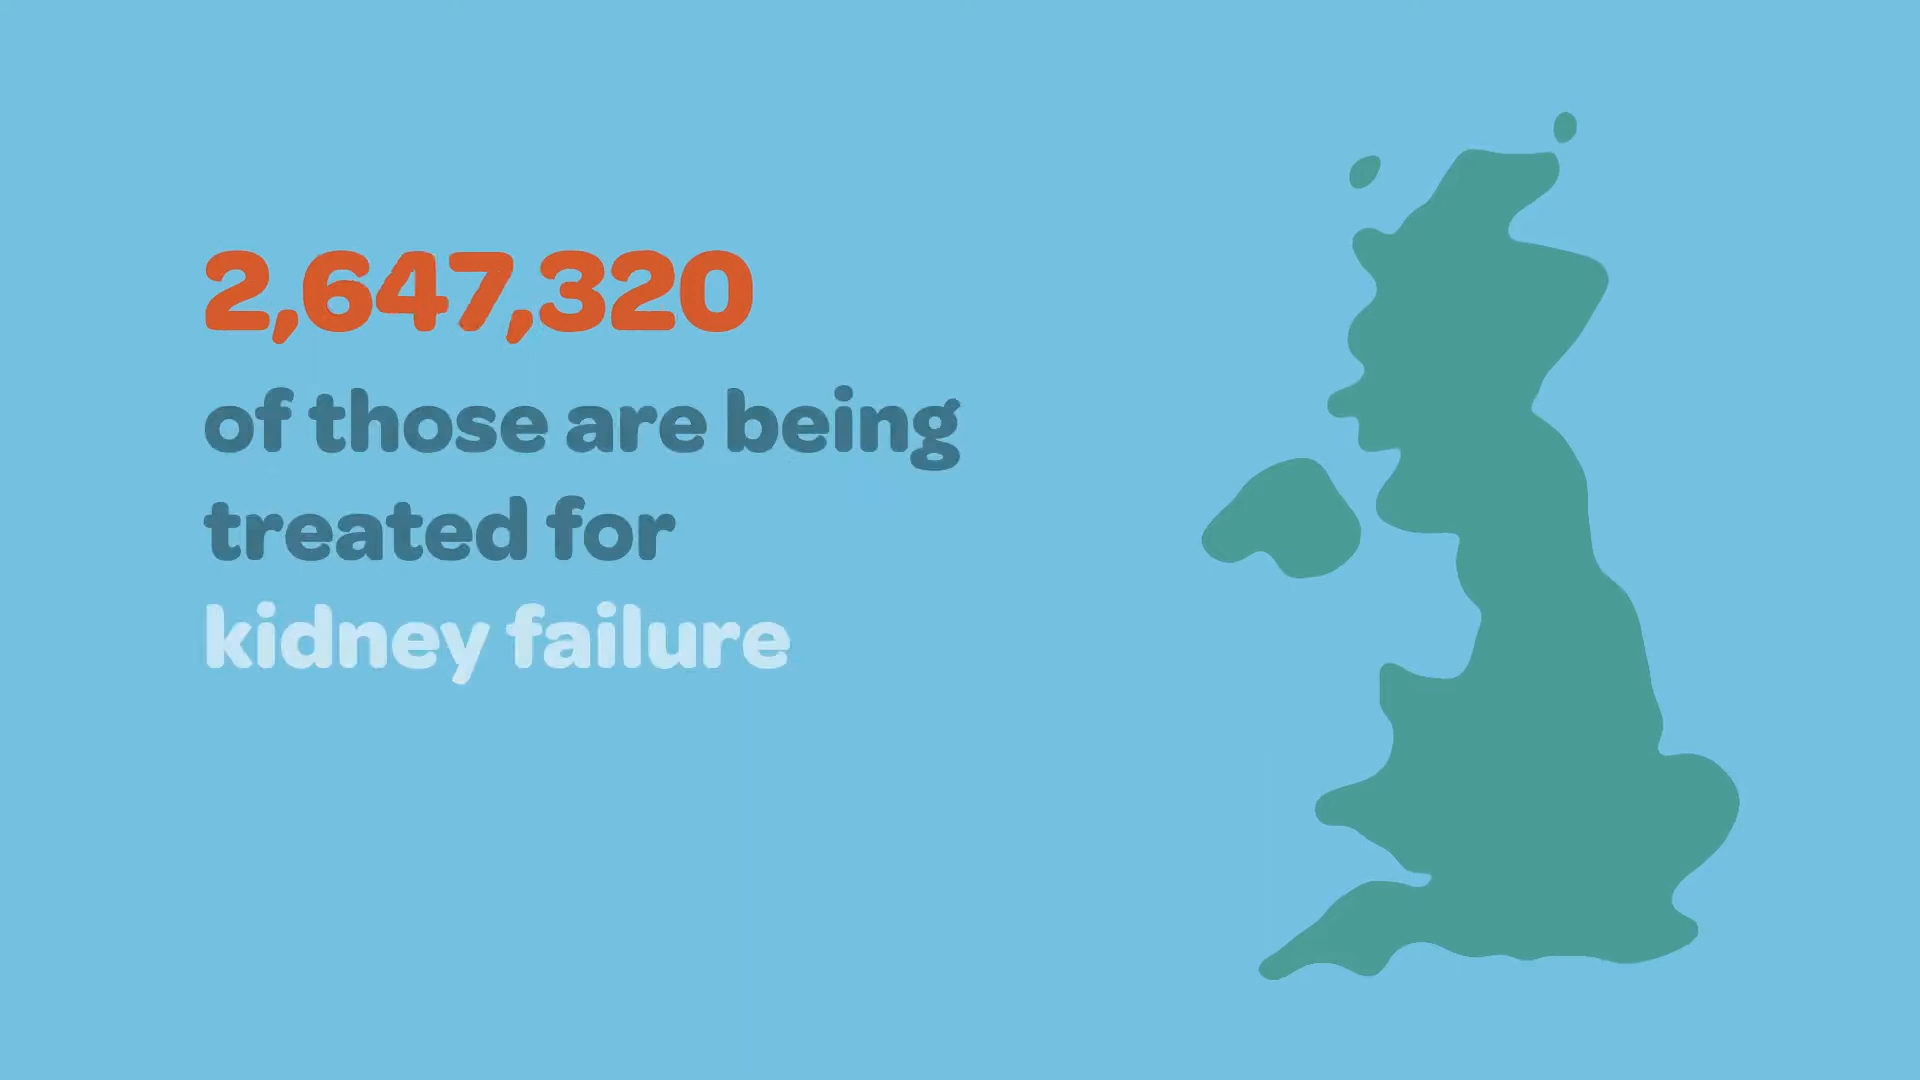 2,647,320
of those are being
treated for
kidney failure